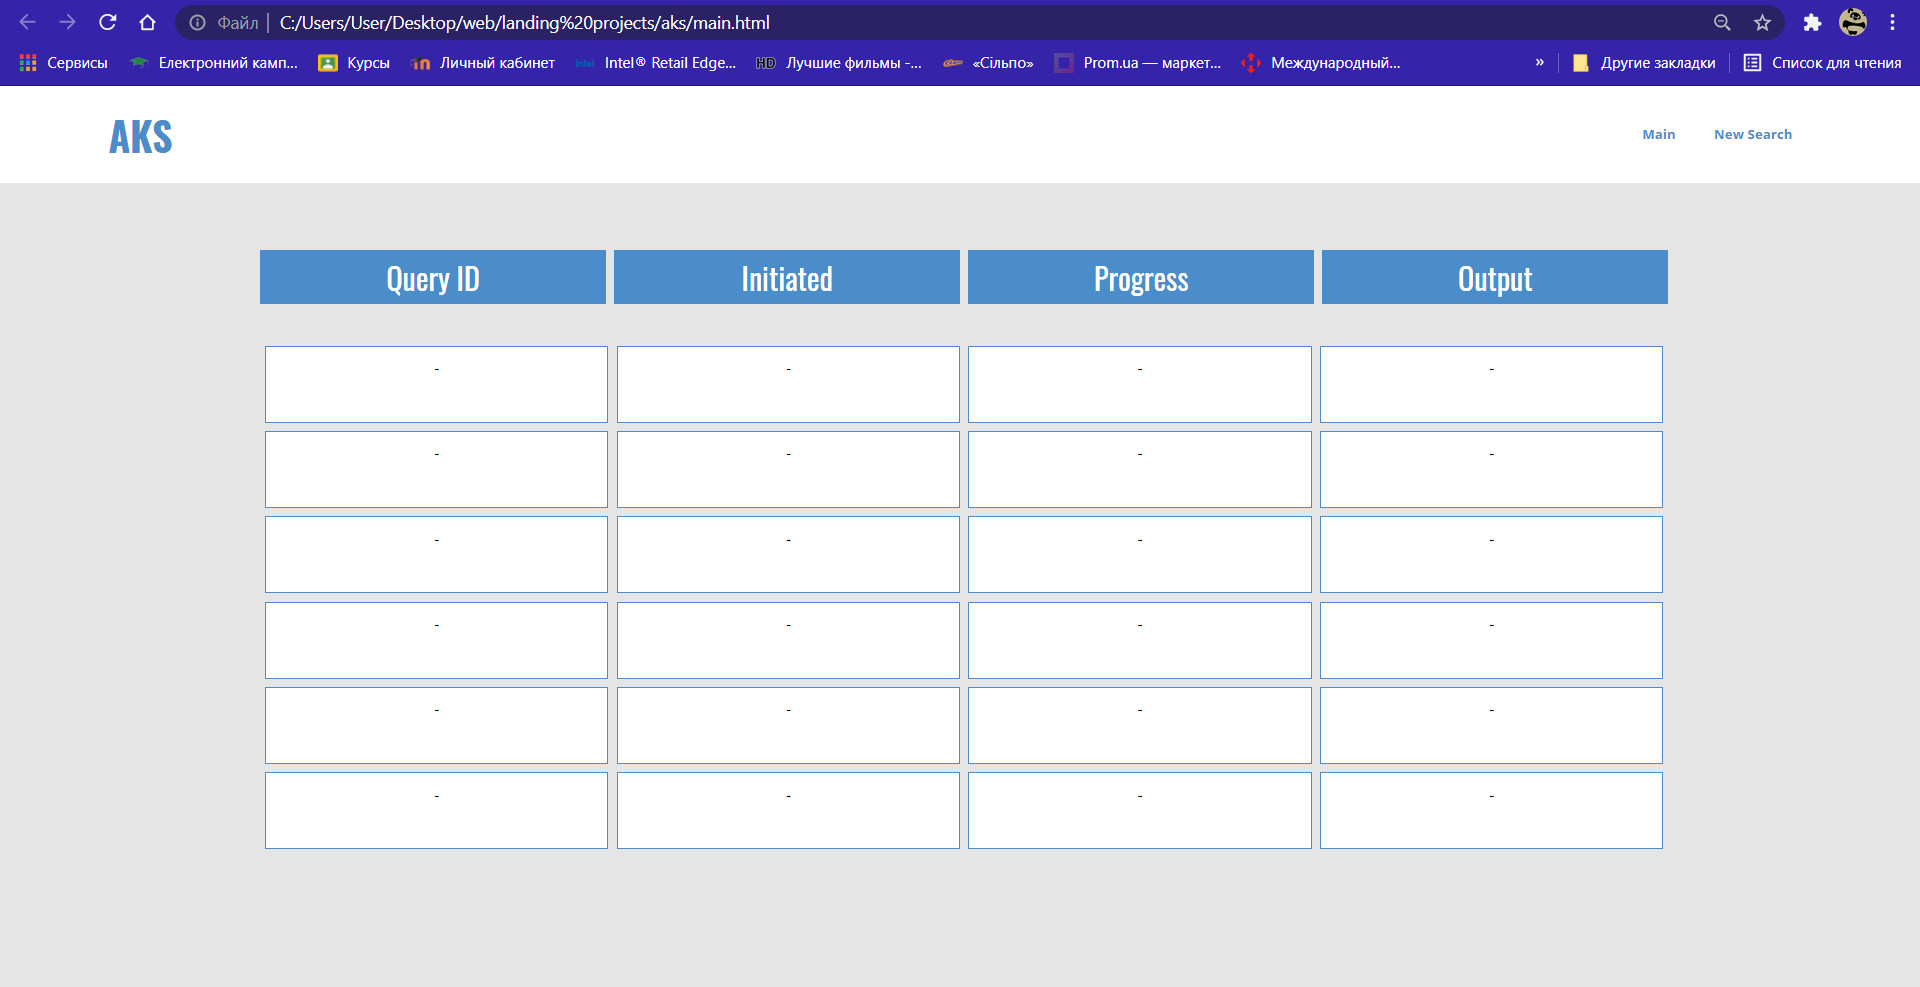 Файл | C:/Users/User/Desktop/web/landing%20projects/aks/main.html
Сервисы Електронний камп... Курсы Личный кабинет intel Intel® Retail Edge... HD Лучшие фильмы -... «Сільпо» Prom.ua — маркет... Международный... » Другие закладки Список для чтения
AKS Main New Search
Query ID Initiated Progress Output
- - - -
- - - -
- - - -
- - - -
- - - -
- - - -